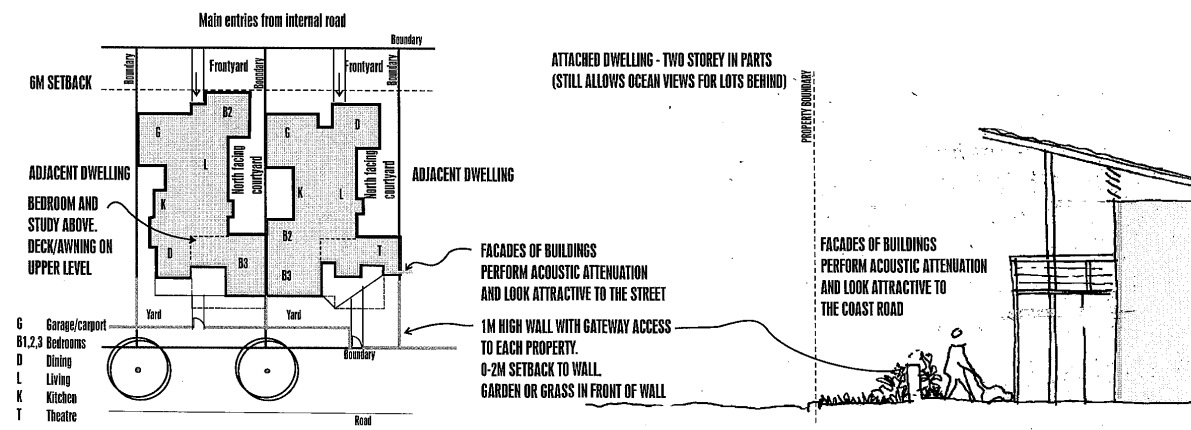 Main entries from internal road
Boundary
Boundary
Frontyard
Boundary
Frontyard
Boundary
6M SETBACK
B2
G
G
D
L
North facing
courtyard
North facing
courtyard
ADJACENT DWELLING
ADJACENT DWELLING
K
K
L
BEDROOM AND
STUDY ABOVE.
DECK/AWNING ON
UPPER LEVEL
B2
D
B3
B3
T
Yard
Yard
Boundary
G Garage/carport
B1,2,3 Bedrooms
D Dining
L Living
K Kitchen
T Theatre
Road
FACADES OF BUILDINGS
PERFORM ACOUSTIC ATTENUATION
AND LOOK ATTRACTIVE TO THE STREET
1M HIGH WALL WITH GATEWAY ACCESS
TO EACH PROPERTY.
0-2M SETBACK TO WALL.
GARDEN OR GRASS IN FRONT OF WALL
ATTACHED DWELLING - TWO STOREY IN PARTS
(STILL ALLOWS OCEAN VIEWS FOR LOTS BEHIND)
PROPERTY BOUNDARY
FACADES OF BUILDINGS
PERFORM ACOUSTIC ATTENUATION
AND LOOK ATTRACTIVE TO
THE COAST ROAD